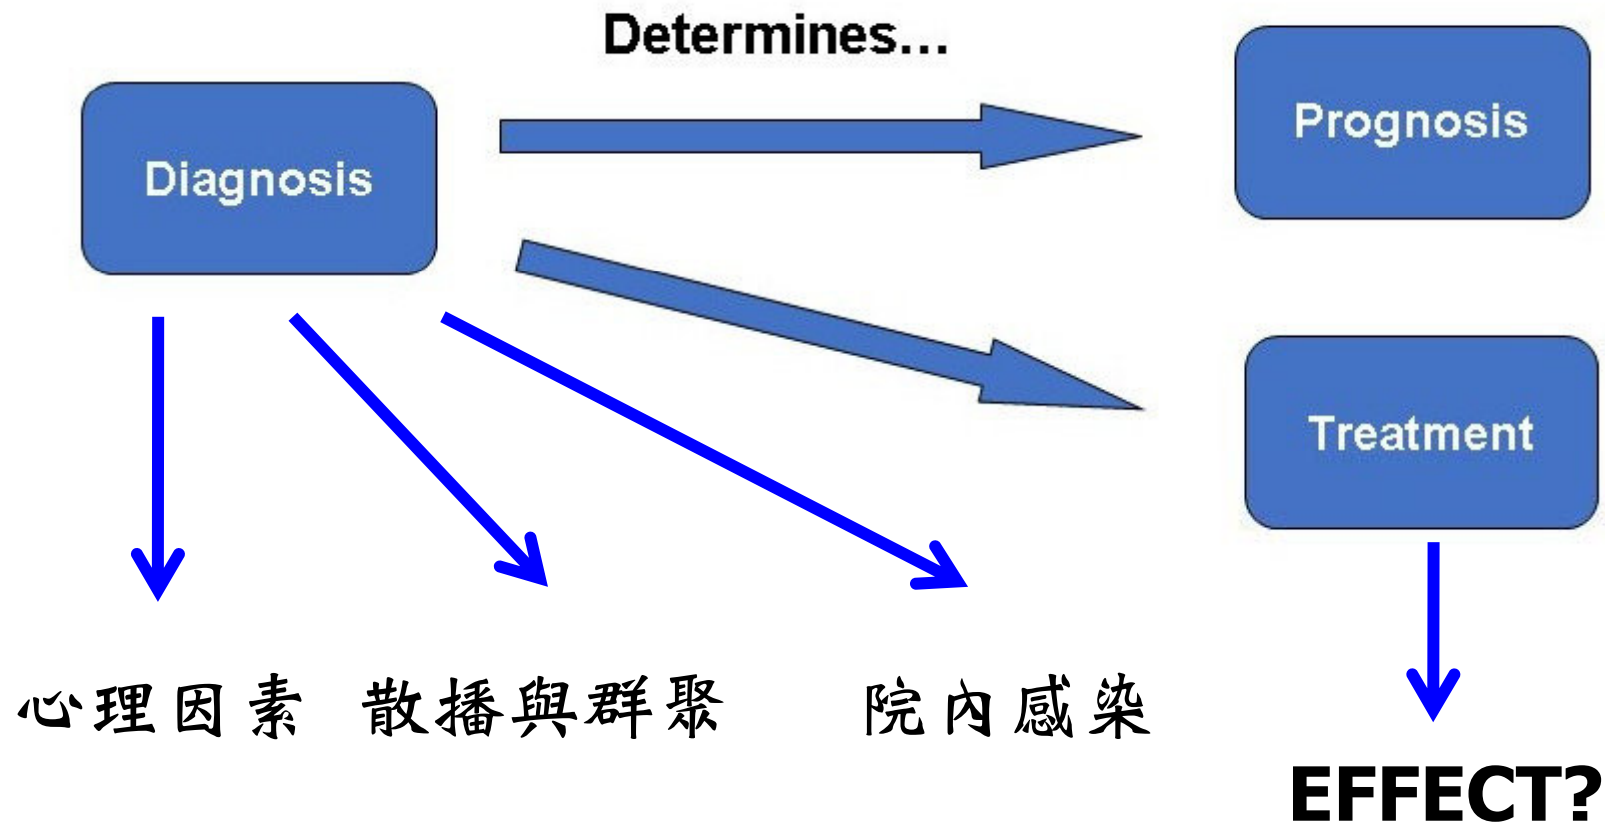 Determines...
Diagnosis
Prognosis
Treatment
心理因素
散播與群聚
院內感染
EFFECT?